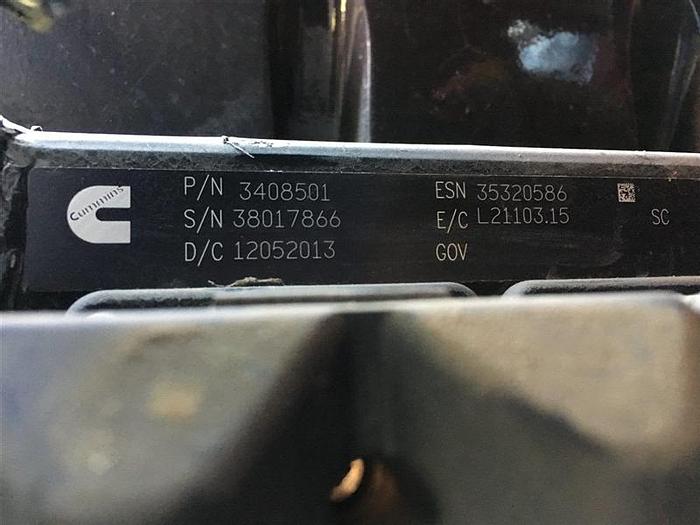 Cummins
P/N 3408501 ESN 35320586
S/N 38017866 E/C L21103.15 SC
D/C 12052013 GOV